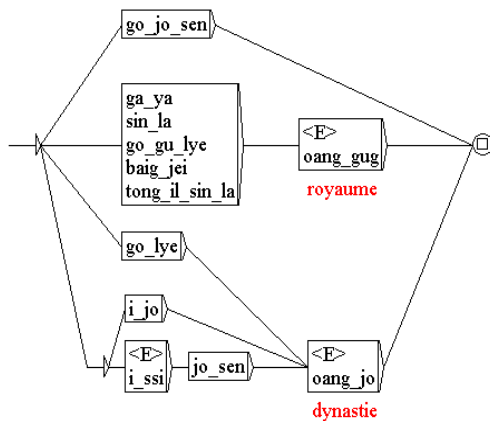 go_jo_sen
ga_ya
sin_la
go_gu_lye
baig_jei
tong_il_sin_la
<E>
oang_gug
royaume
go_lye
i_jo
<E>
i_ssi
jo_sen
<E>
oang_jo
dynastie